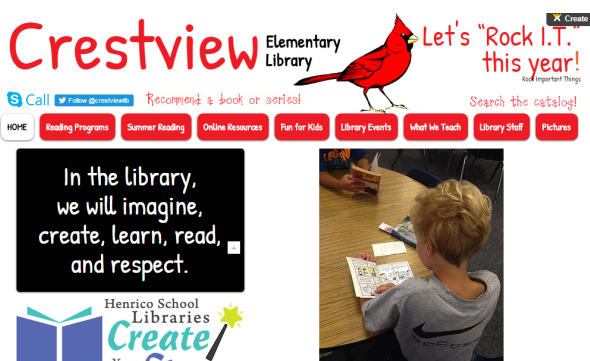 Create
Crestview
Elementary
Library
Let's "Rock I.T."
this year!
Rock Important Things
Call
Follow @crestviewlib
Recommend a book or series!
Search the catalog!
HOME
Reading Programs
Summer Reading
Online Resources
Fun for Kids
Library Events
What We Teach
Library Staff
Pictures
In the library,
we will imagine,
create, learn, read,
and respect.
Henrico School
Libraries
Create